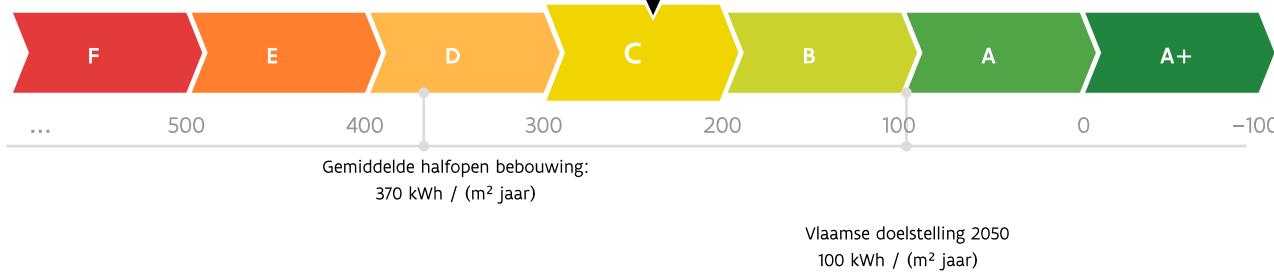 F E D C B A A+
... 500 400 300 200 100 0 −100
Gemiddelde halfopen bebouwing:
370 kWh / (m² jaar)
Vlaamse doelstelling 2050
100 kWh / (m² jaar)